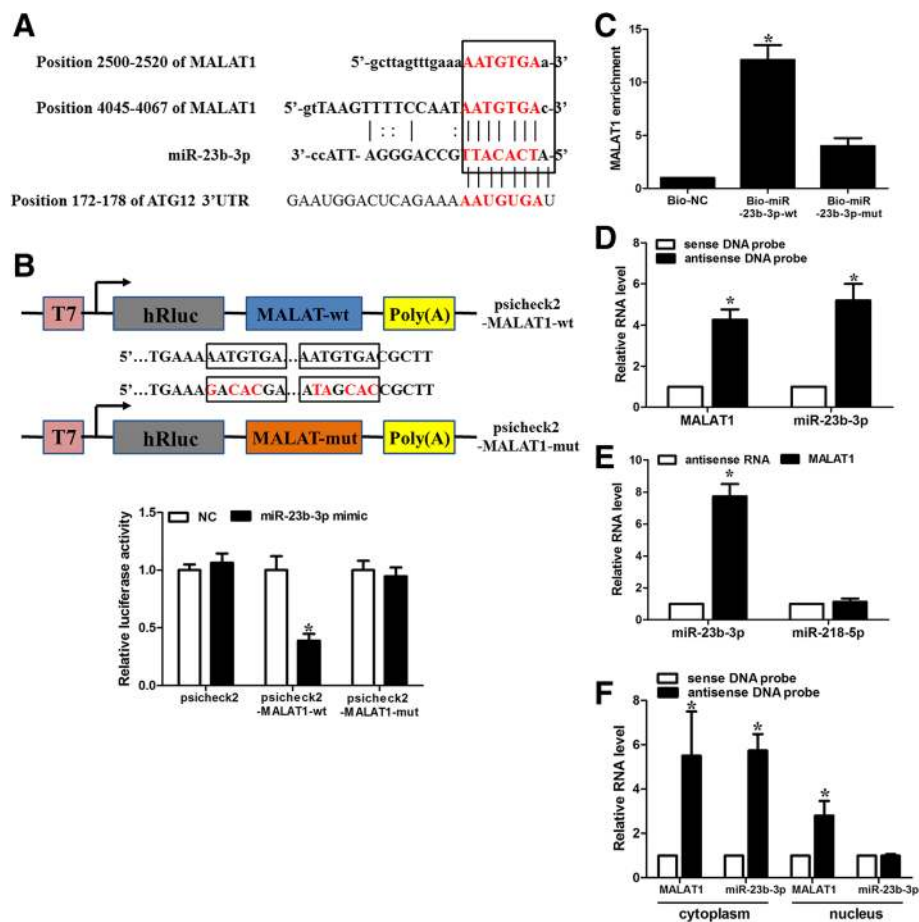 A
Position 2500-2520 of MALAT1 5'-gcttagtttgaaaAATGTGAa-3'
Position 4045-4067 of MALAT1 5'-gtTAAGTTTTCCAATAATGTGAc-3'
miR-23b-3p 3'-ccATT- AGGGACCGTTACACTA-5'
Position 172-178 of ATG12 3'UTR GAAUGGACUCAGAAAAAUGUGAU
B
T7 hRluc MALAT-wt Poly(A) psicheck2
-MALAT1-wt
5'...TGAAAAATGTGA...AATGTGACGCTT
5'...TGAAAGACACGA...ATAGCACCGCTT
T7 hRluc MALAT-mut Poly(A) psicheck2
-MALAT1-mut
NC miR-23b-3p mimic
Relative luciferase activity
1.5
1.0
0.5
0.0
*
psicheck2 psicheck2 psicheck2
-MALAT1-wt -MALAT1-mut
C
MALAT1 enrichment
15
10
5
0
*
Bio-NC Bio-miR Bio-miR
-23b-3p-wt -23b-3p-mut
D
sense DNA probe
antisense DNA probe
Relative RNA level
8
6
4
2
0
* *
MALAT1 miR-23b-3p
E
antisense RNA MALAT1
Relative RNA level
10
8
6
4
2
0
*
miR-23b-3p miR-218-5p
F
sense DNA probe
antisense DNA probe
Relative RNA level
8
6
4
2
0
* * *
MALAT1 miR-23b-3p MALAT1 miR-23b-3p
cytoplasm nucleus